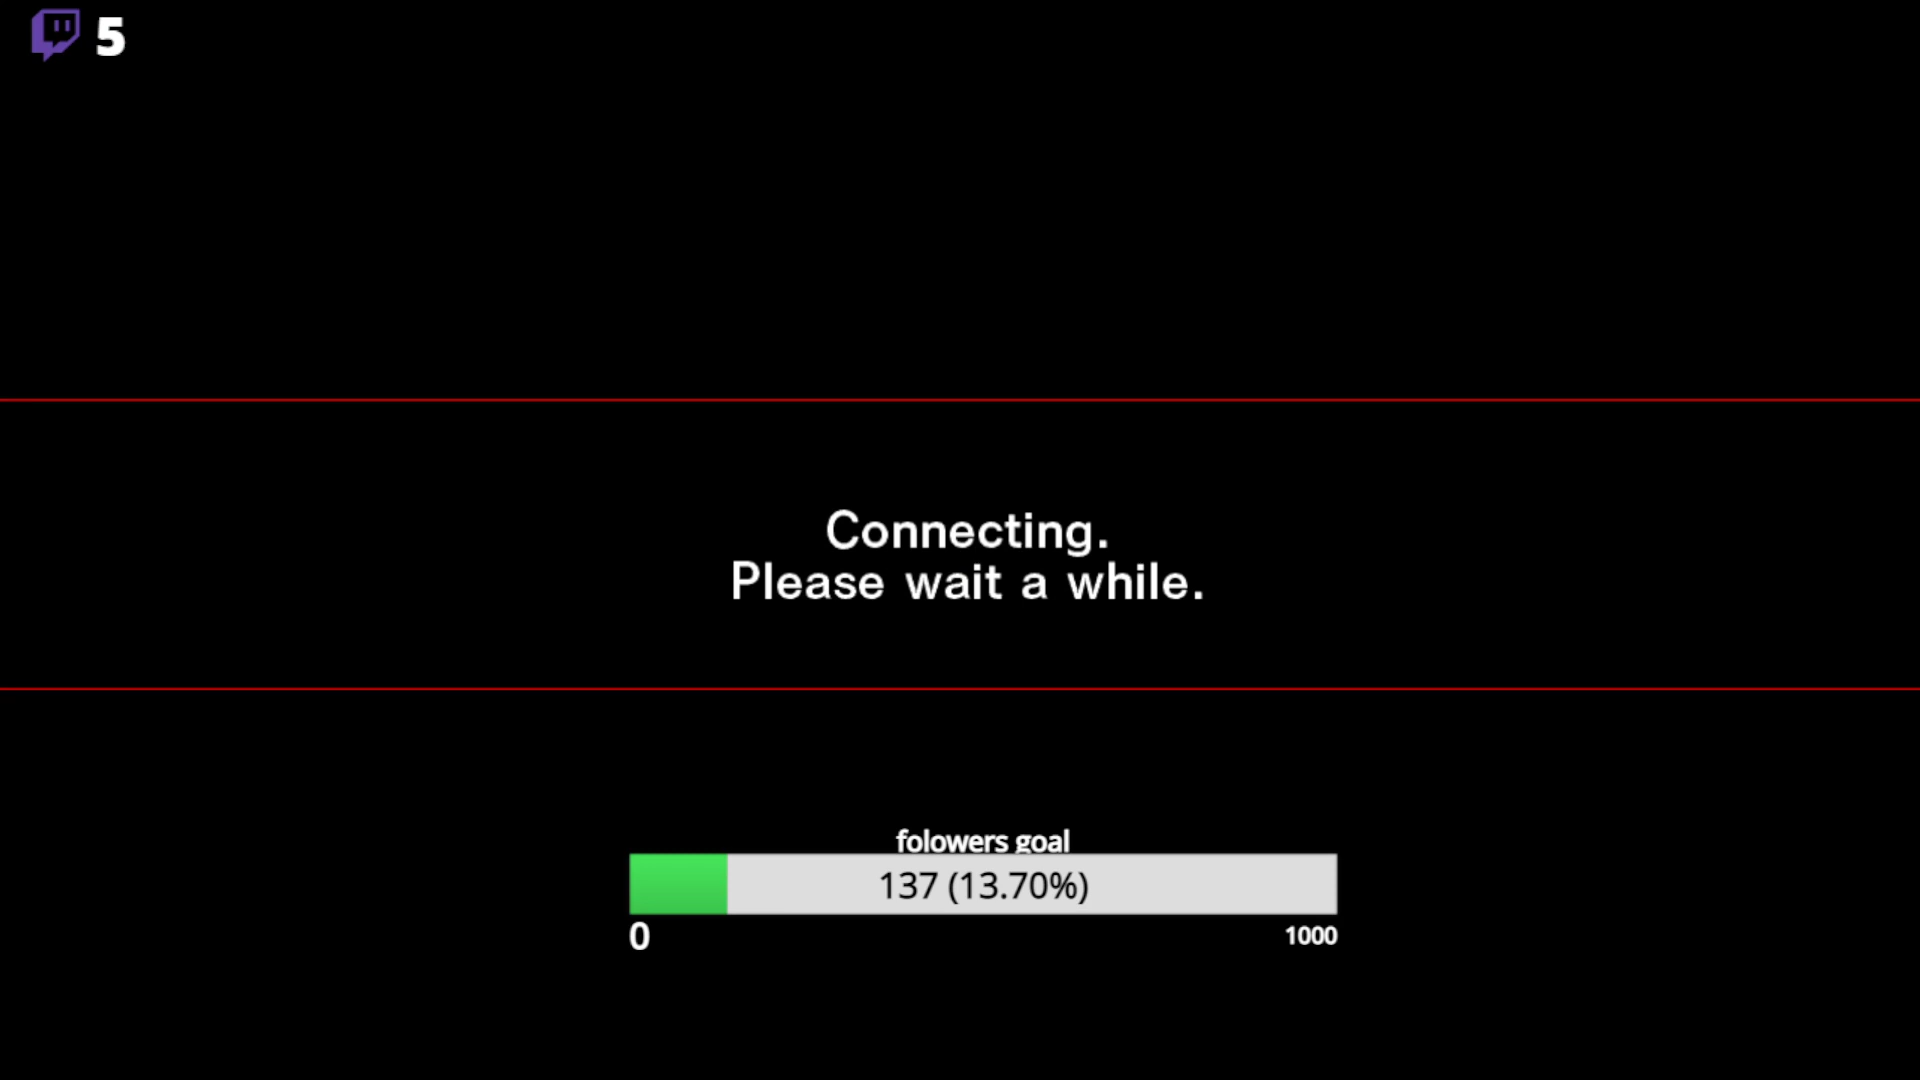 5
Connecting.
Please wait a while.
folowers goal
137 (13.70%)
0
1000